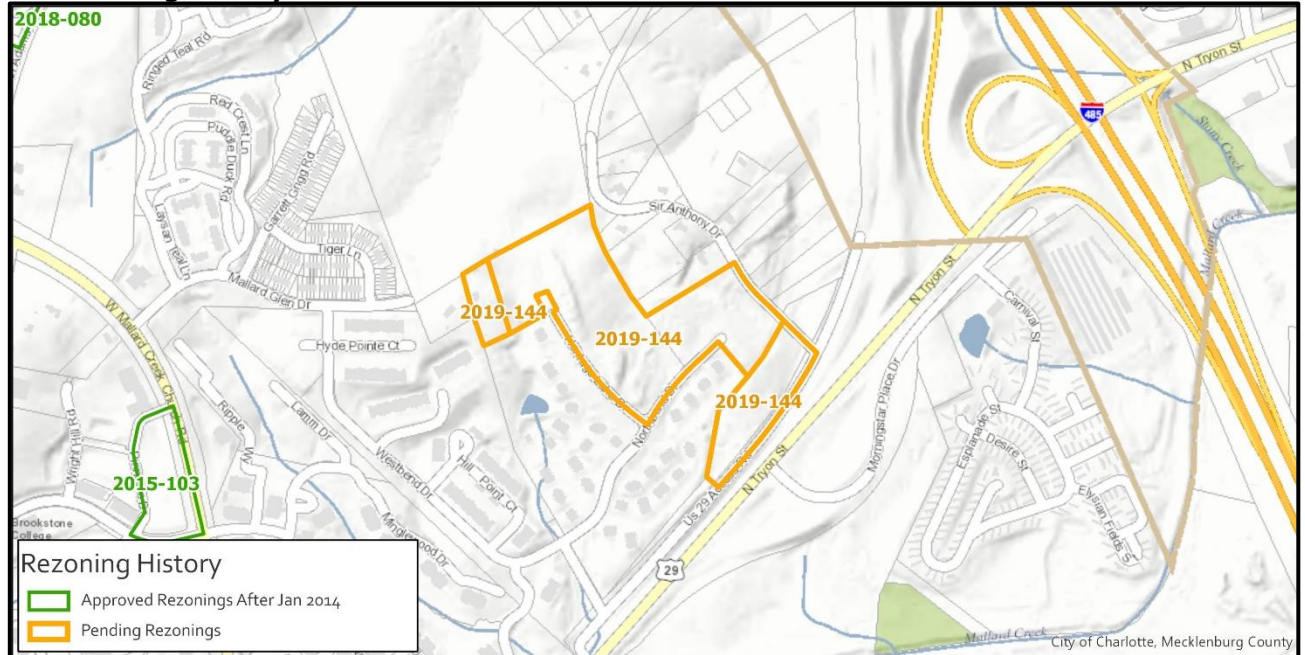 2018-080
Ringed Teal Rd
Red Crest Ln
Puddle Duck Rd
Garrett Grigg Rd
Laysan Teal Ln
Tiger Ln
Mallard Glen Dr
W Mallard Creek Church Rd
Hyde Pointe Ct
Sir Anthony Dr
N Tryon St
485
Stony Creek
Mallard Creek
N Tryon St
2019-144
2019-144
2019-144
Carnival St
Morningstar Place Dr
Esplanade St
Desire St
Elysian Fields S
Wright Hill Rd
Ripple W
Lamm Dr
Westbend Dr
Hill Point Ct
2015-103
N Tryon St
Minglewood Dr
Brookstone
College
29
Mallard Creek
Rezoning History
Approved Rezonings After Jan 2014
Pending Rezonings
City of Charlotte, Mecklenburg County